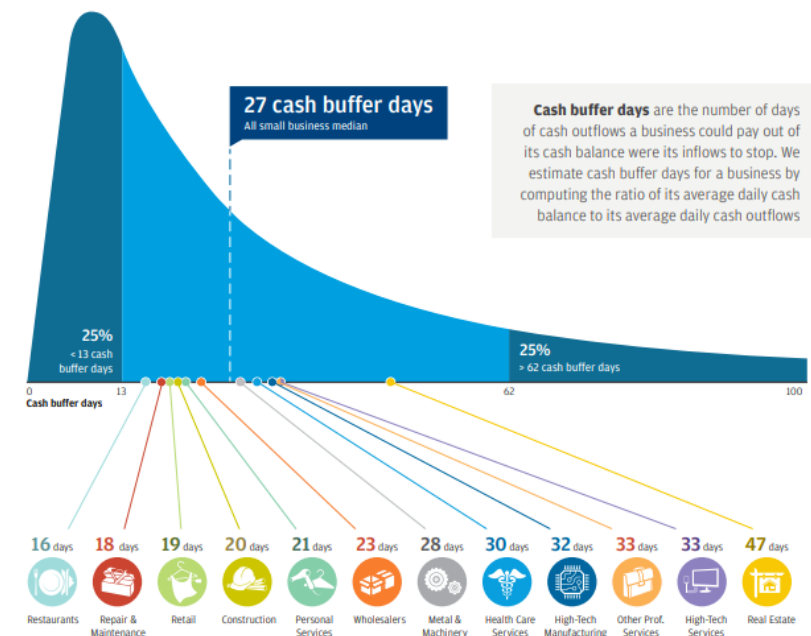 27 cash buffer days
All small business median
Cash buffer days are the number of days
of cash outflows a business could pay out of
its cash balance were its inflows to stop. We
estimate cash buffer days for a business by
computing the ratio of its average daily cash
balance to its average daily cash outflows
25%
< 13 cash
buffer days
25%
> 62 cash buffer days
0 13 62 100
Cash buffer days
16 days 18 days 19 days 20 days 21 days 23 days 28 days 30 days 32 days 33 days 33 days 47 days
Restaurants Repair & Retail Construction Personal Wholesalers Metal & Health Care High-Tech Other Prof. High-Tech Real Estate
Maintenance Services Machinery Services Manufacturing Services Services